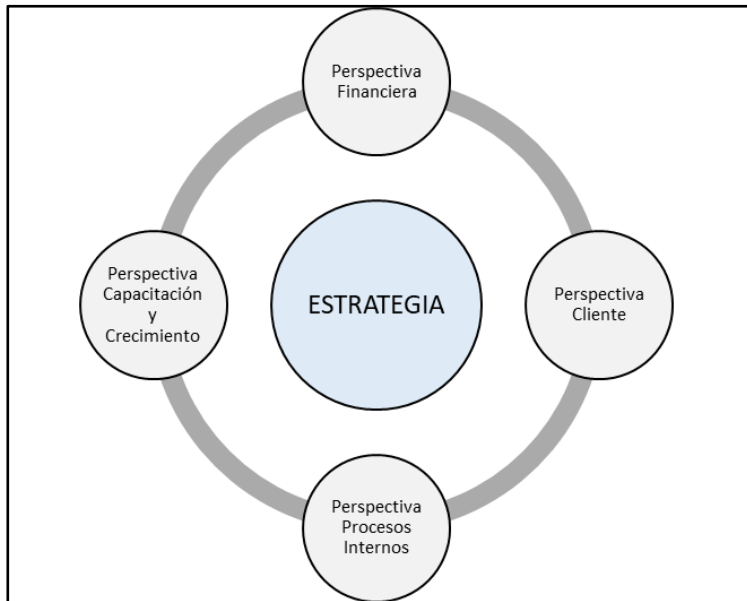 Perspectiva
Financiera
Perspectiva
Capacitación
y
Crecimiento
ESTRATEGIA
Perspectiva
Cliente
Perspectiva
Procesos
Internos